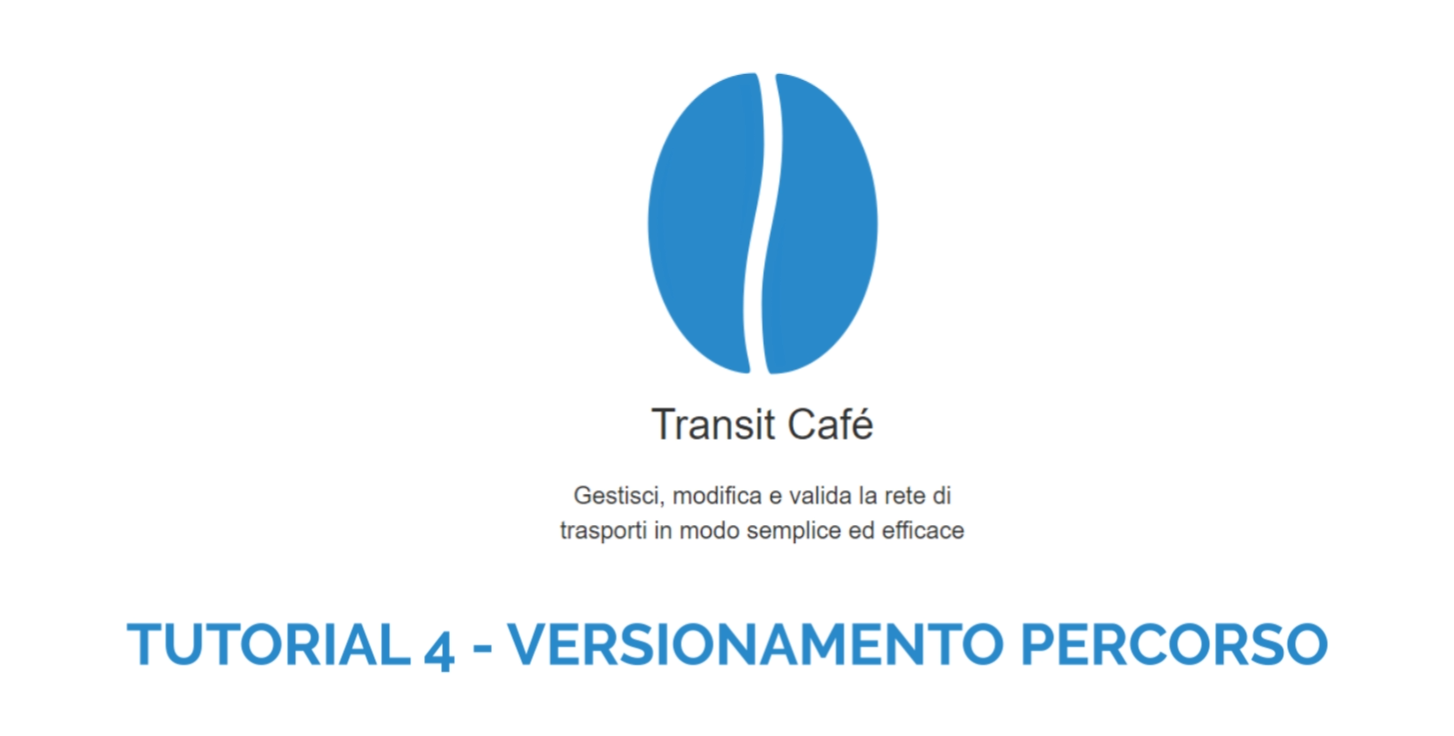 Transit Café
Gestisci, modifica e valida la rete di
trasporti in modo semplice ed efficace
TUTORIAL 4 - VERSIONAMENTO PERCORSO